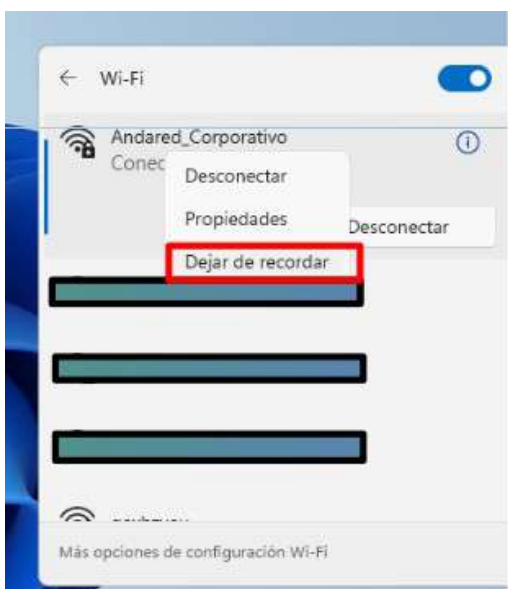 Wi-Fi
Andared_Corporativo
Conec
Desconectar
Propiedades
Desconectar
Dejar de recordar
Más opciones de configuración Wi-Fi